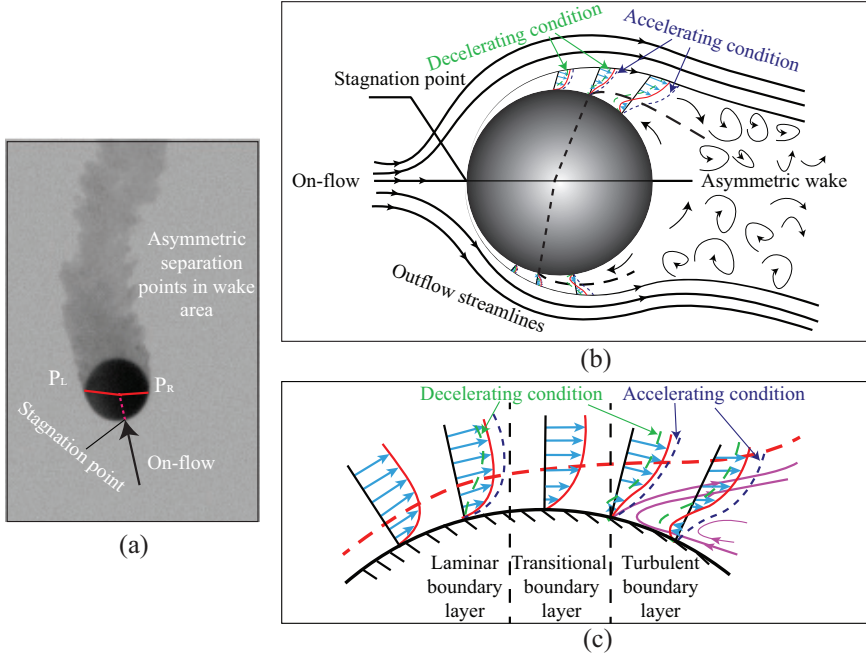 Asymmetric
separation
points in wake
area
PL
PR
Stagnation point
On-flow
(a)
Decelerating condition
Accelerating condition
Stagnation point
On-flow
Asymmetric wake
Outflow streamlines
(b)
Decelerating condition
Accelerating condition
Laminar
boundary
layer
Transitional
boundary
layer
Turbulent
boundary
layer
(c)